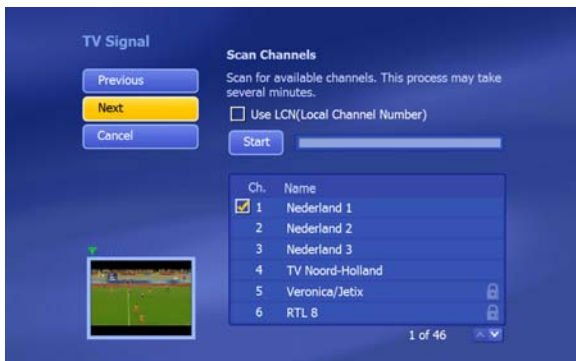 TV Signal
Previous
Next
Cancel
Scan Channels
Scan for available channels. This process may take
several minutes.
Use LCN(Local Channel Number)
Start
Ch. Name
1 Nederland 1
2 Nederland 2
3 Nederland 3
4 TV Noord-Holland
5 Veronica/Jetix
6 RTL 8
1 of 46